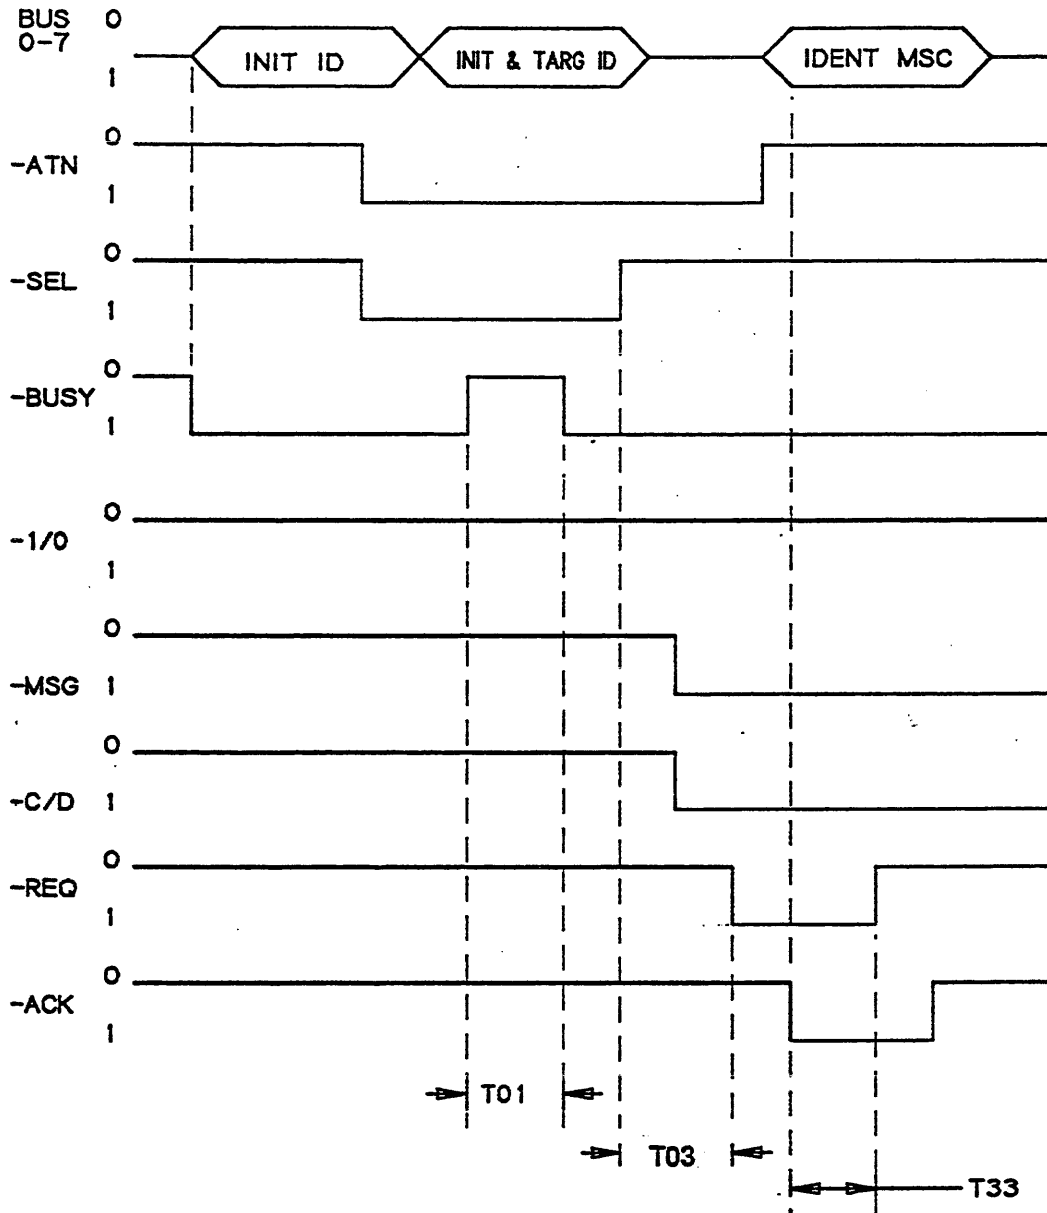 BUS 0
0-7
1
INIT ID
INIT & TARG ID
IDENT MSC
0
-ATN
1
0
-SEL
1
0
-BUSY
1
0
-1/0
1
0
-MSG 1
0
-C/D 1
0
-REQ
1
0
-ACK
1
T01
T03
T33